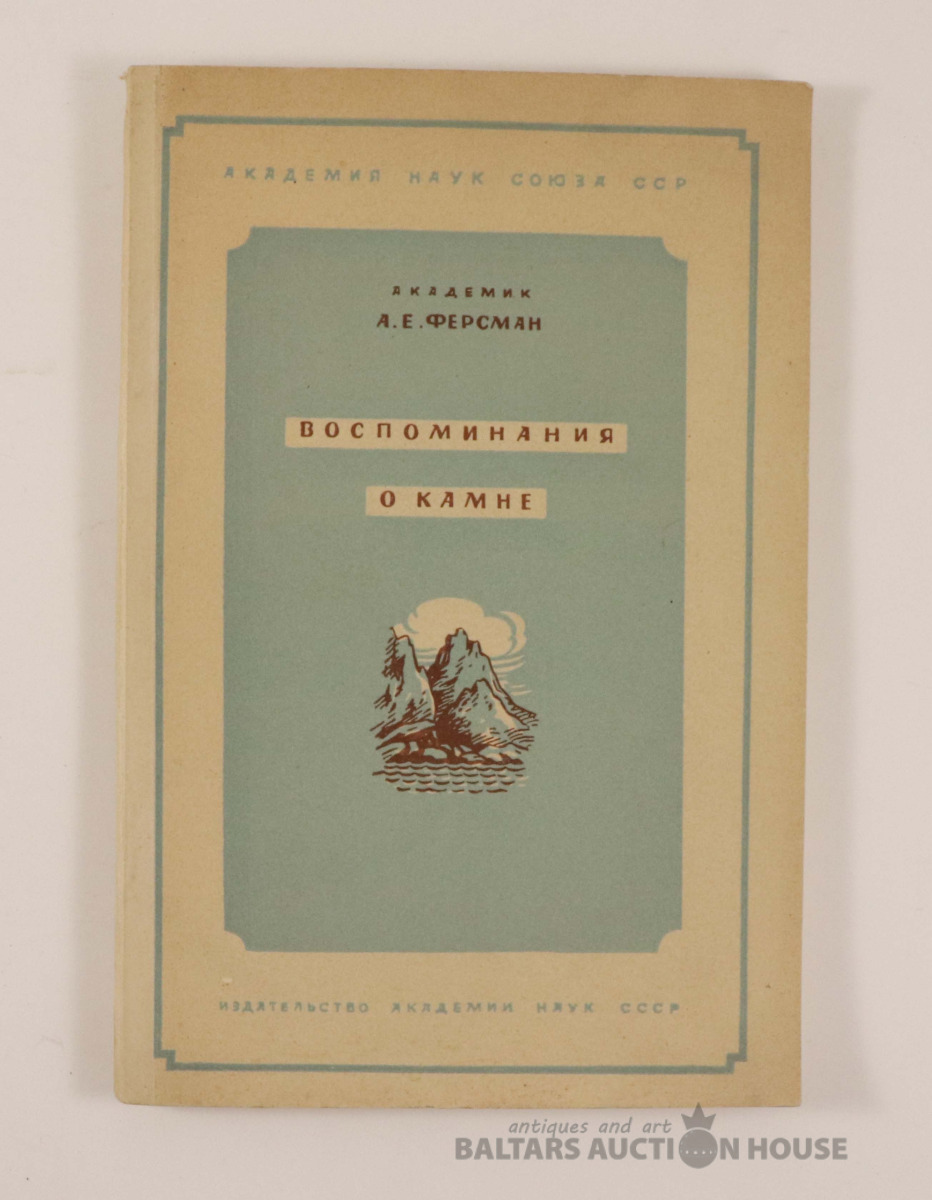 АКАДЕМИЯ НАУК СОЮЗА ССР
АКАДЕМИК
А.Е.ФЕРСМАН
ВОСПОМИНАНИЯ
О КАМНЕ
ИЗДАТЕЛЬСТВО АКАДЕМИИ НАУК СССР
antiques and art
BALTARS AUCTION HOUSE